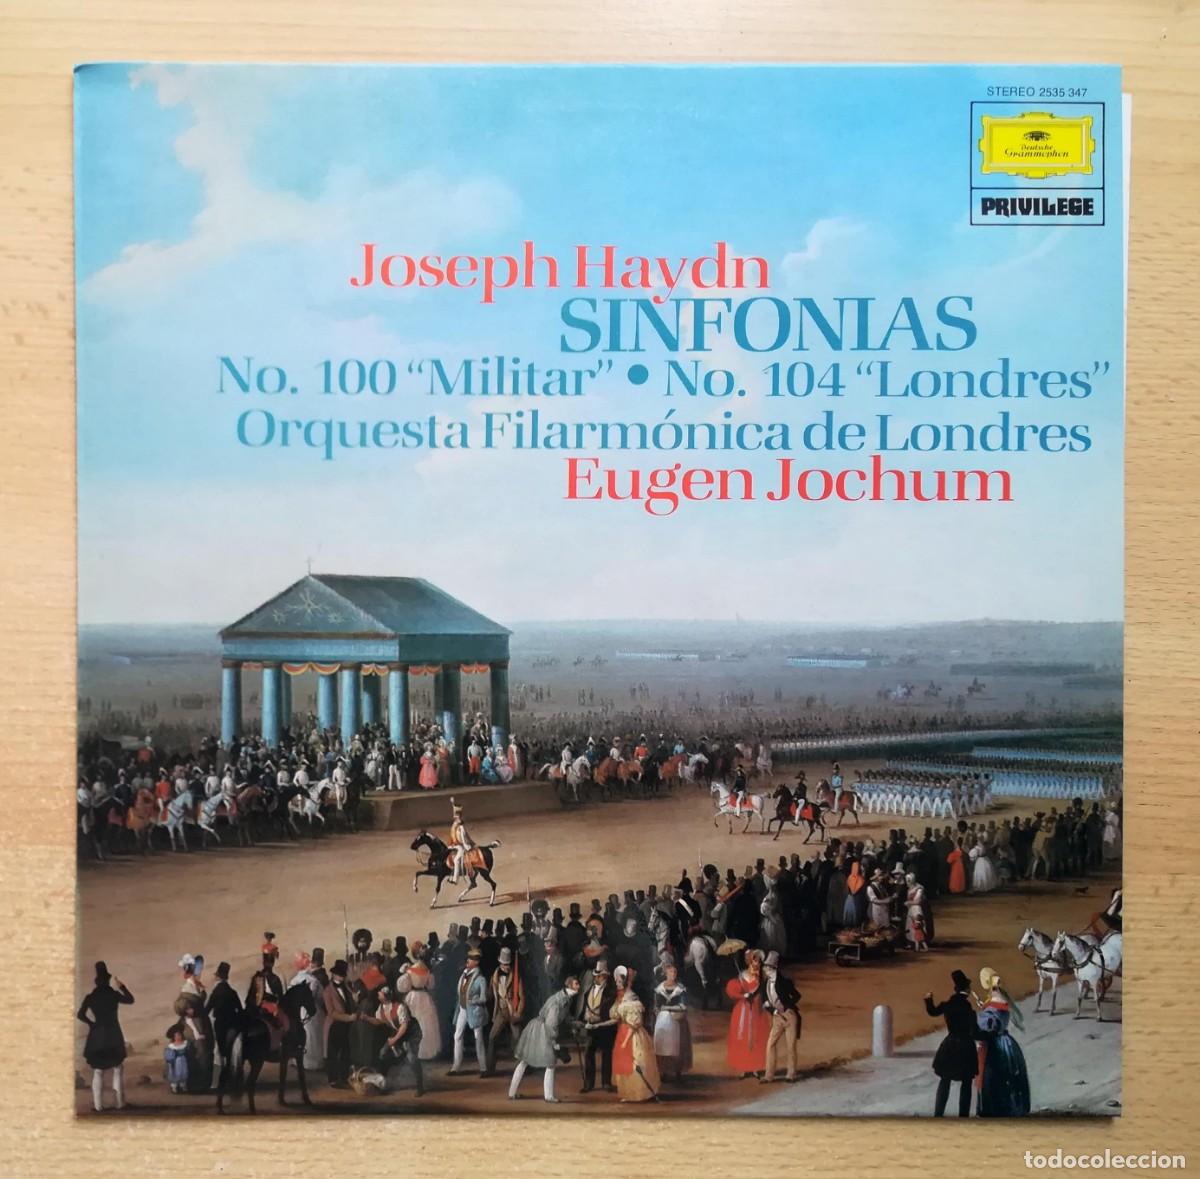 STEREO 2535 347
Deutsche
Grammophon
PRIVILEGE
Joseph Haydn
SINFONIAS
No. 100 “Militar” • No. 104 “Londres”
Orquesta Filarmónica de Londres
Eugen Jochum
todocoleccion